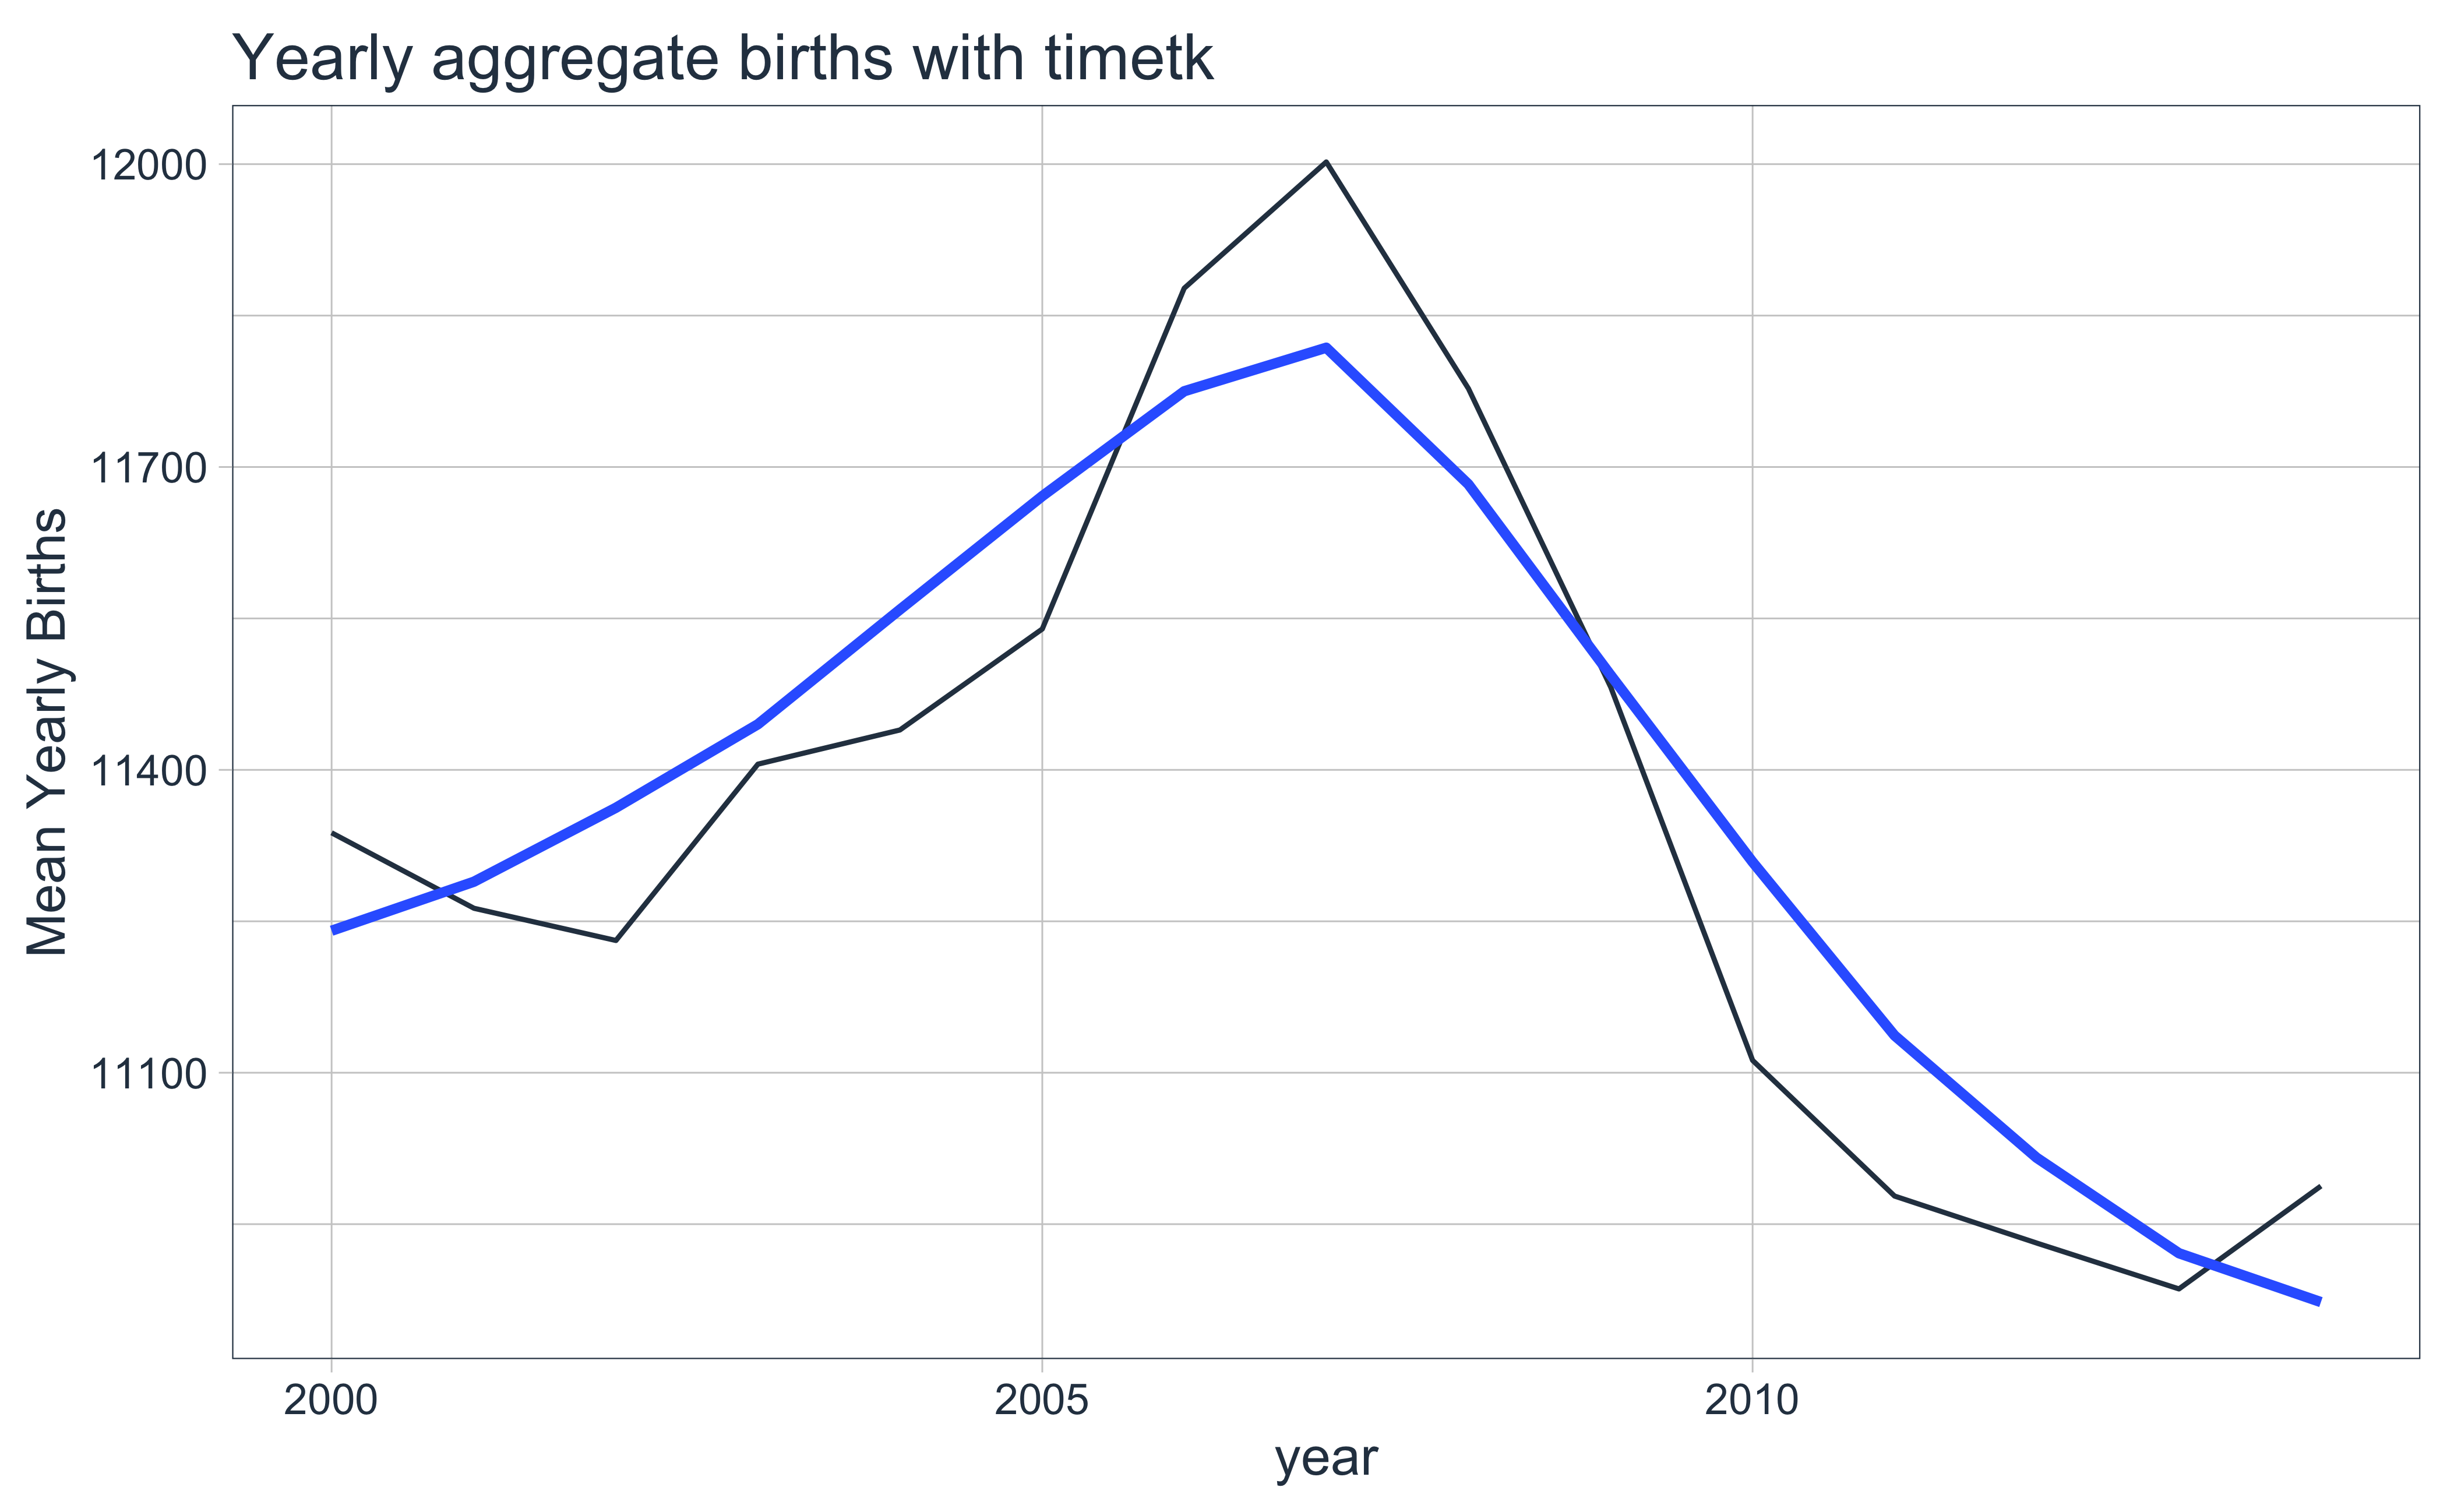 Yearly aggregate births with timetk
12000
11700
11400
11100
Mean Yearly Births
2000
2005
2010
year